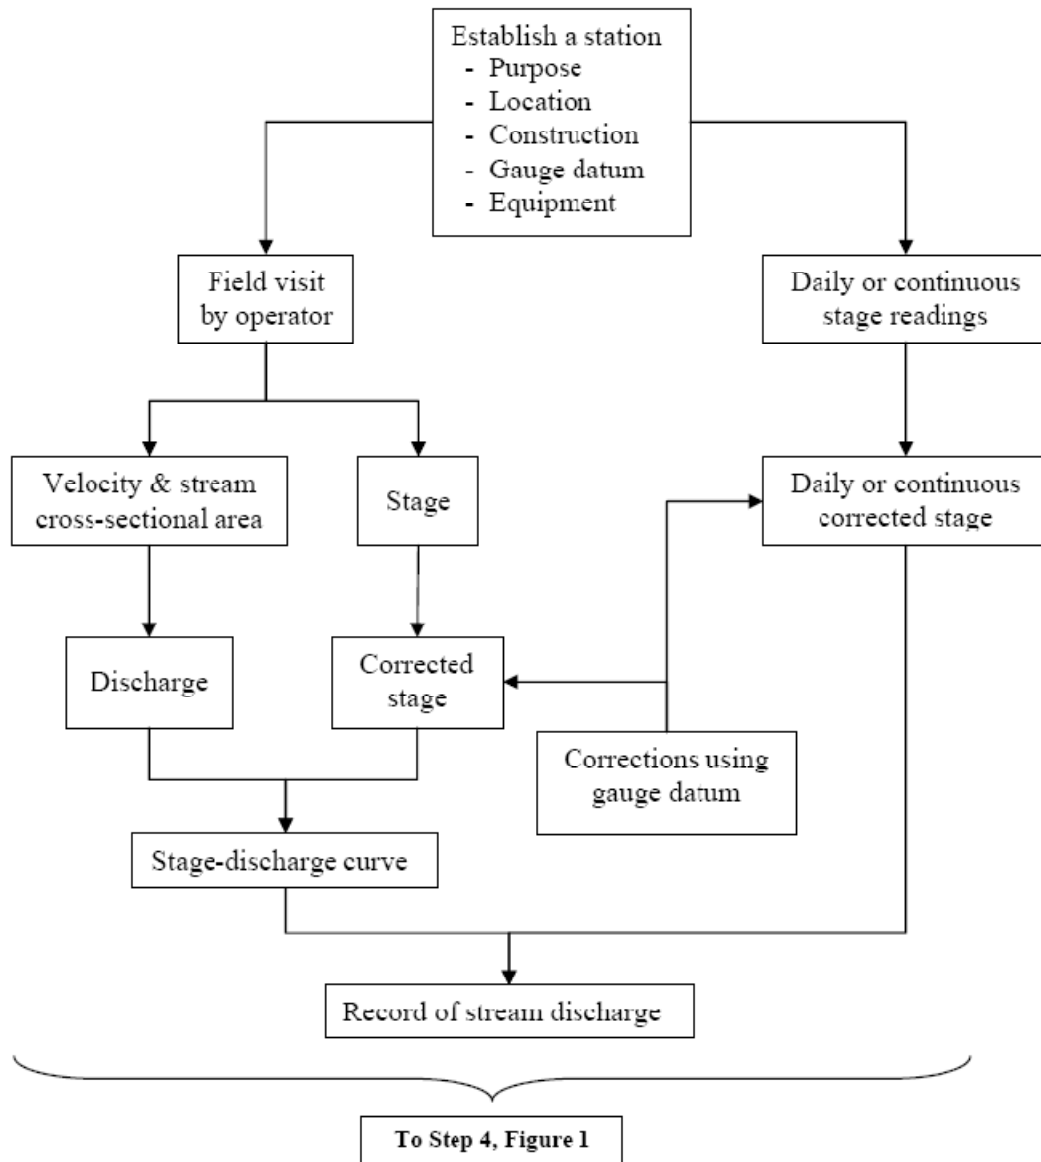 Establish a station
- Purpose
- Location
- Construction
- Gauge datum
- Equipment
Field visit
by operator
Daily or continuous
stage readings
Velocity & stream
cross-sectional area
Stage
Daily or continuous
corrected stage
Discharge
Corrected
stage
Corrections using
gauge datum
Stage-discharge curve
Record of stream discharge
To Step 4, Figure 1